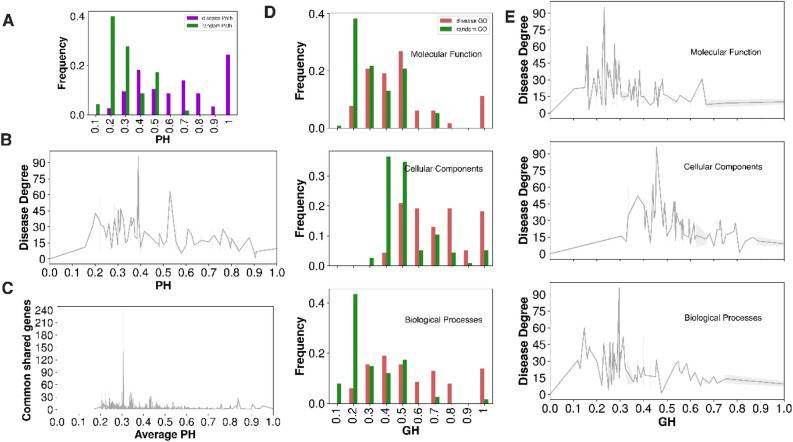 A
disease Path
random Path
Frequency
0.4
0.2
0.0
0.1 0.2 0.3 0.4 0.5 0.6 0.7 0.8 0.9 1
PH
B
Disease Degree
90
75
60
45
30
15
0
0.0 0.1 0.2 0.3 0.4 0.5 0.6 0.7 0.8 0.9 1.0
PH
C
Common shared genes
240
210
180
150
120
90
60
30
0
0.0 0.1 0.2 0.3 0.4 0.5 0.6 0.7 0.8 0.9 1.0
Average PH
D
disease GO
random GO
Molecular Function
Frequency
0.4
0.2
0.0
Cellular Components
Frequency
0.3
0.2
0.1
0.0
Biological Processes
Frequency
0.4
0.2
0.0
0.1 0.2 0.3 0.4 0.5 0.6 0.7 0.8 0.9 1
GH
E
Molecular Function
Disease Degree
90
75
60
45
30
15
0
Cellular Components
Disease Degree
90
75
60
45
30
15
0
Biological Processes
Disease Degree
90
75
60
45
30
15
0
0.0 0.1 0.2 0.3 0.4 0.5 0.6 0.7 0.8 0.9 1.0
GH